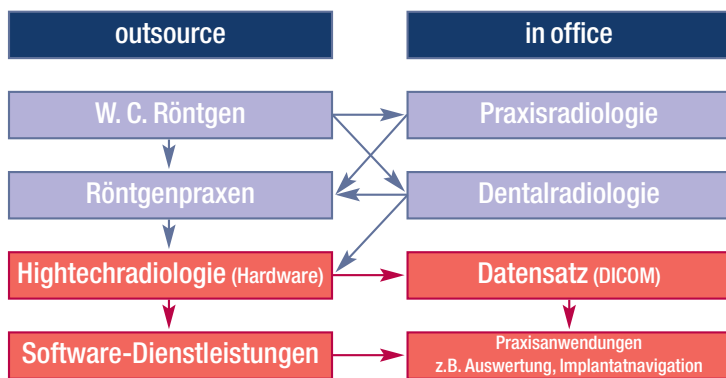 outsource
in office
W. C. Röntgen
Praxisradiologie
Röntgenpraxen
Dentalradiologie
Hightechradiologie (Hardware)
Datensatz (DICOM)
Software-Dienstleistungen
Praxisanwendungen
z.B. Auswertung, Implantatnavigation